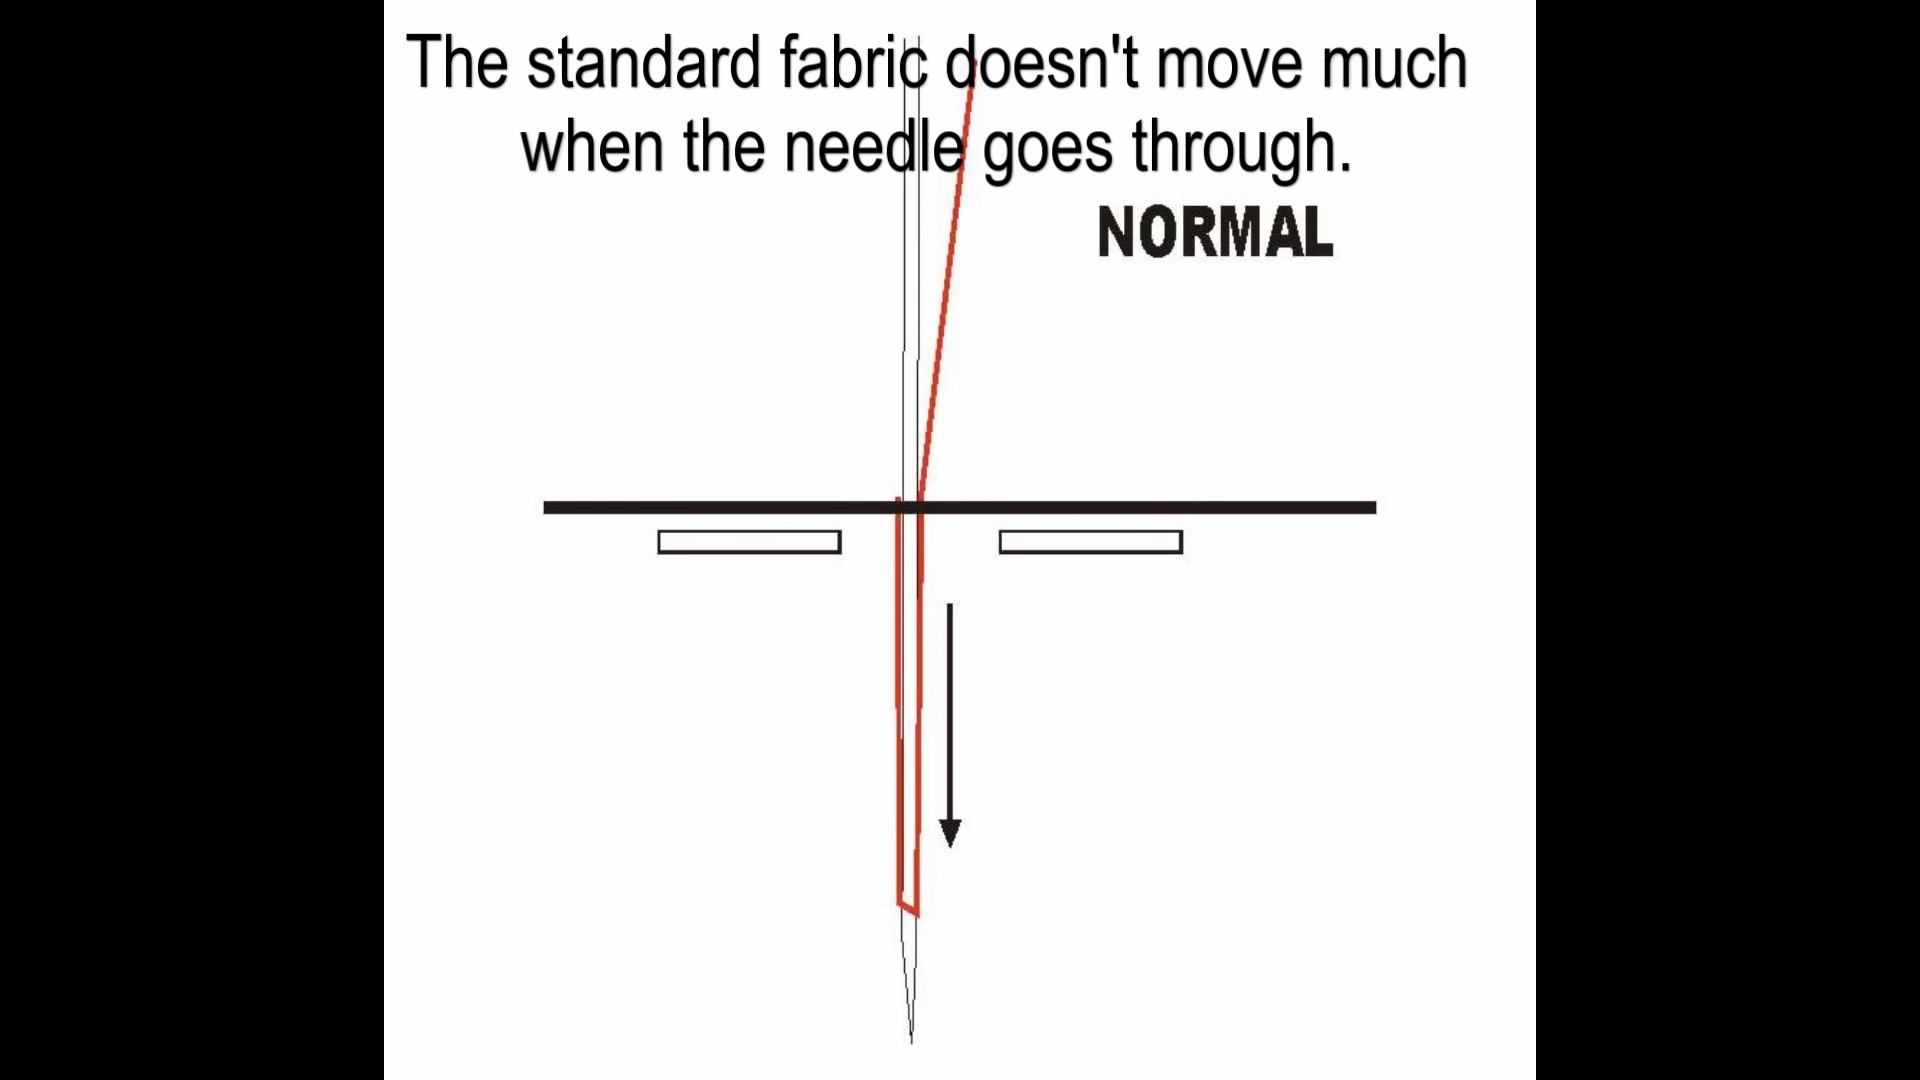 The standard fabric doesn't move much
when the needle goes through.
NORMAL